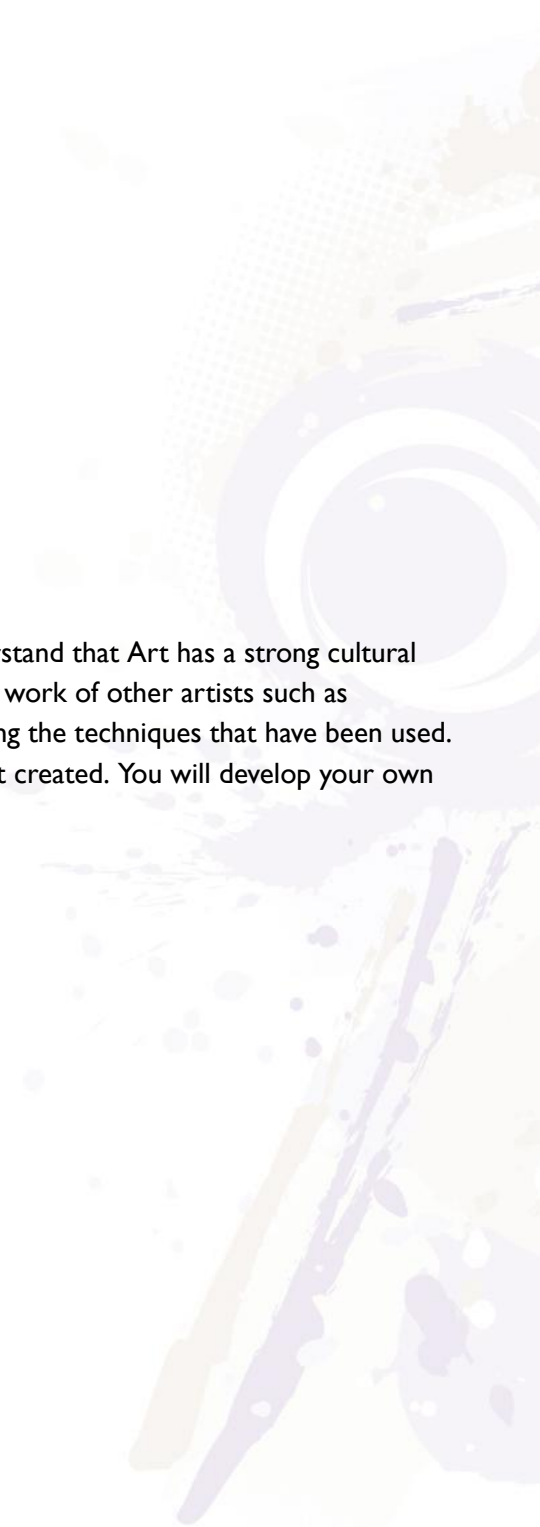 stand that Art has a strong cultural
work of other artists such as
ng the techniques that have been used.
t created. You will develop your own